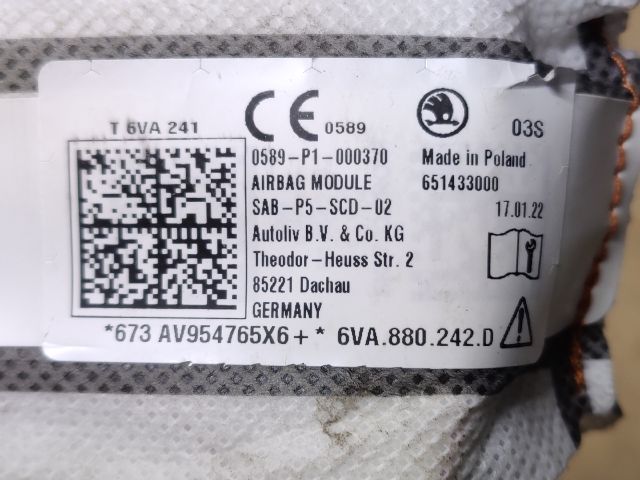 T 6VA 241
CE 0589
03S
0589-P1-000370
Made in Poland
AIRBAG MODULE
651433000
SAB-P5-SCD-02
17.01.22
Autoliv B.V. & Co. KG
Theodor-Heuss Str. 2
85221 Dachau
GERMANY
*673 AV954765X6+* 6VA.880.242.D